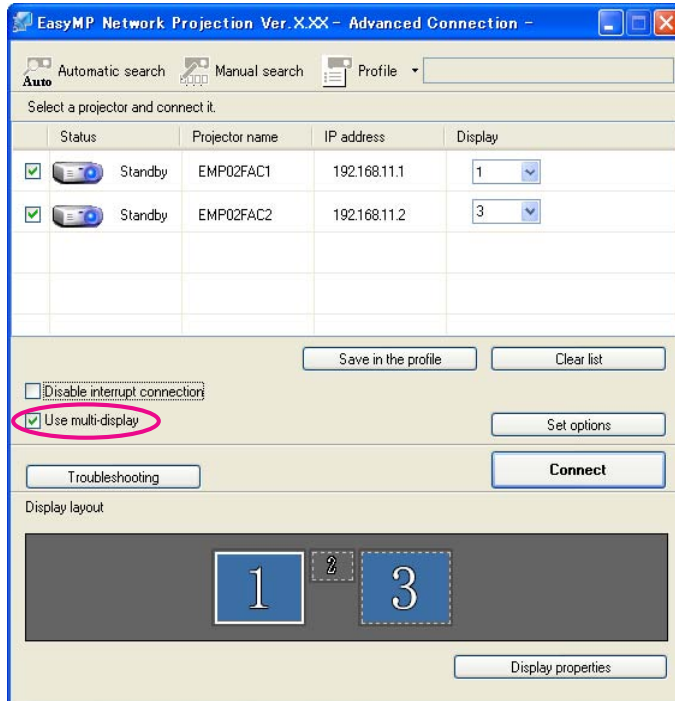 EasyMP Network Projection Ver.X.XX - Advanced Connection -
Auto Automatic search Manual search Profile
Select a projector and connect it.
Status Projector name IP address Display
Standby EMP02FAC1 192.168.11.1 1
Standby EMP02FAC2 192.168.11.2 3
Save in the profile Clear list
Disable interrupt connection
Use multi-display
Set options
Troubleshooting Connect
Display layout
1 2 3
Display properties